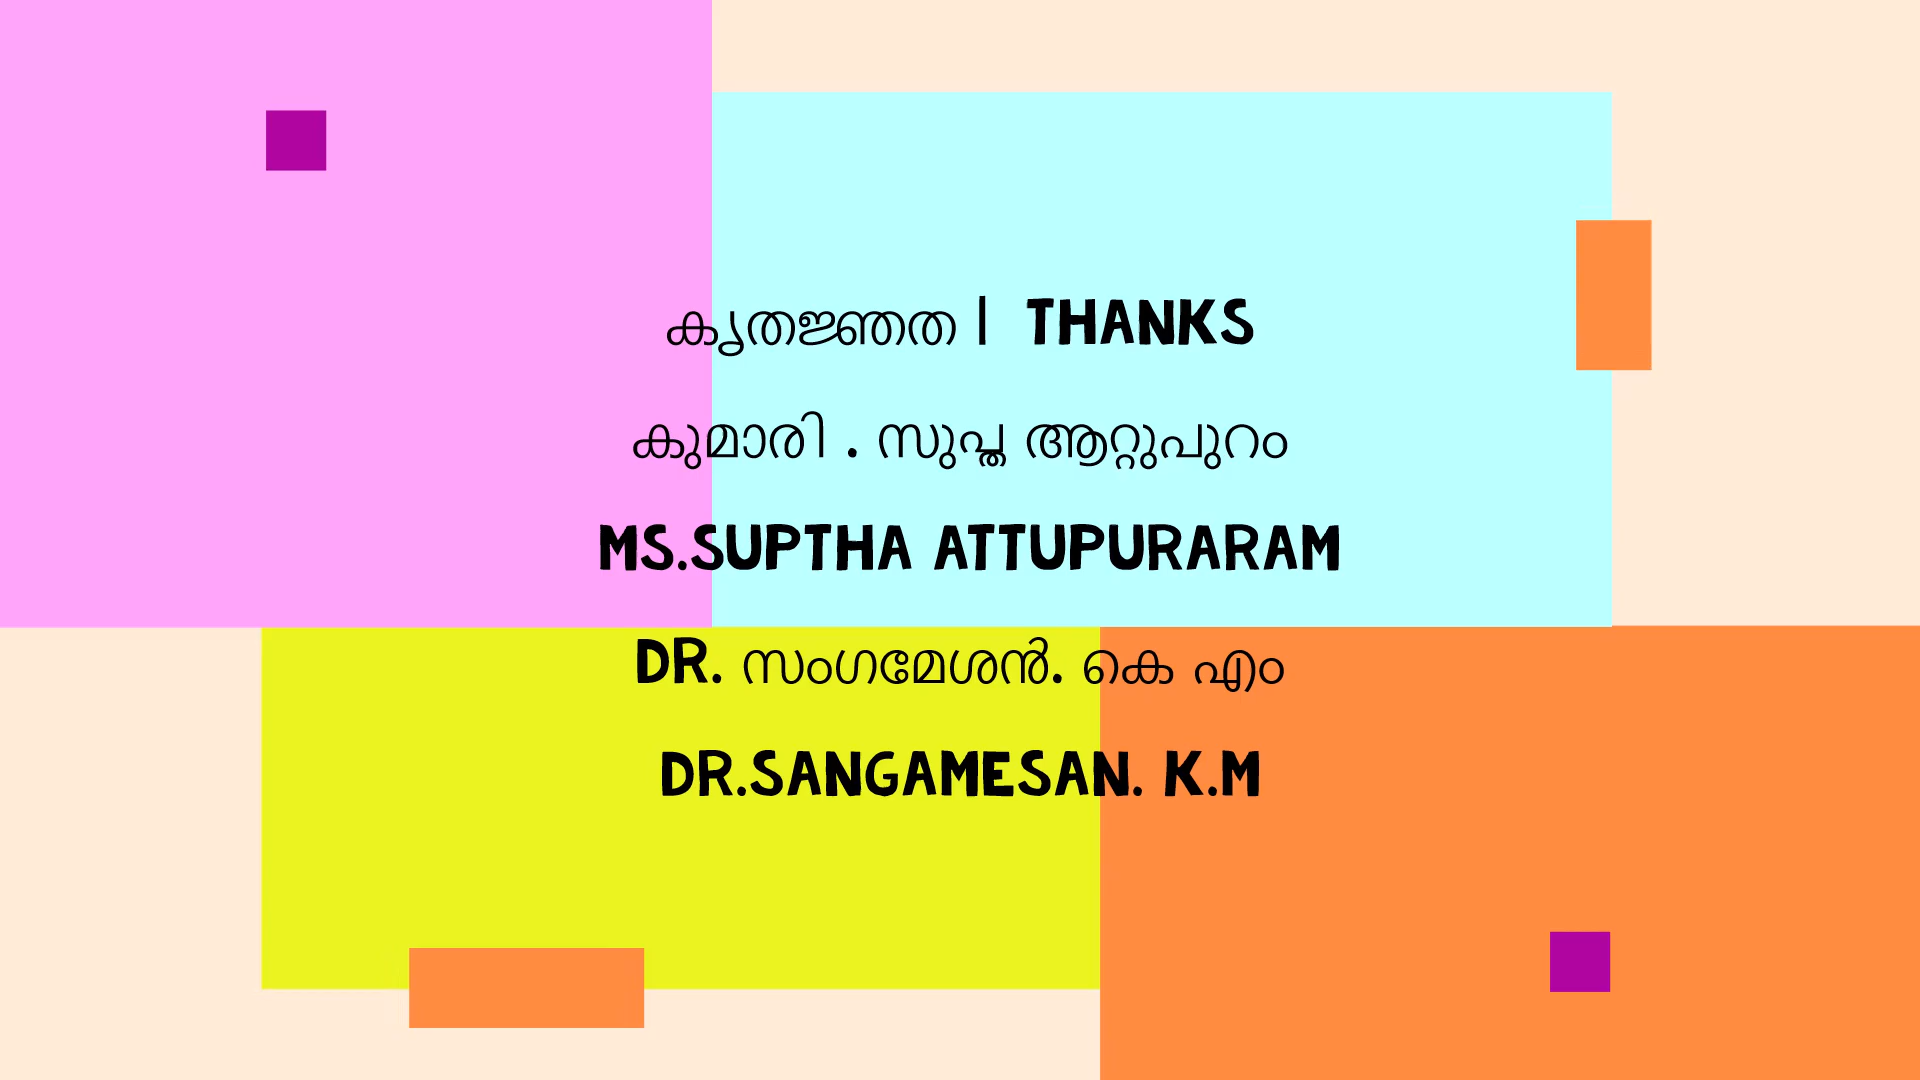 കൃതജ്ഞത | THANKS
കുമാരി . സുപ്ത ആറ്റുപുറം
MS.SUPTHA ATTUPURARAM
DR. സംഗമേശൻ. കെ എം
DR.SANGAMESAN. K.M